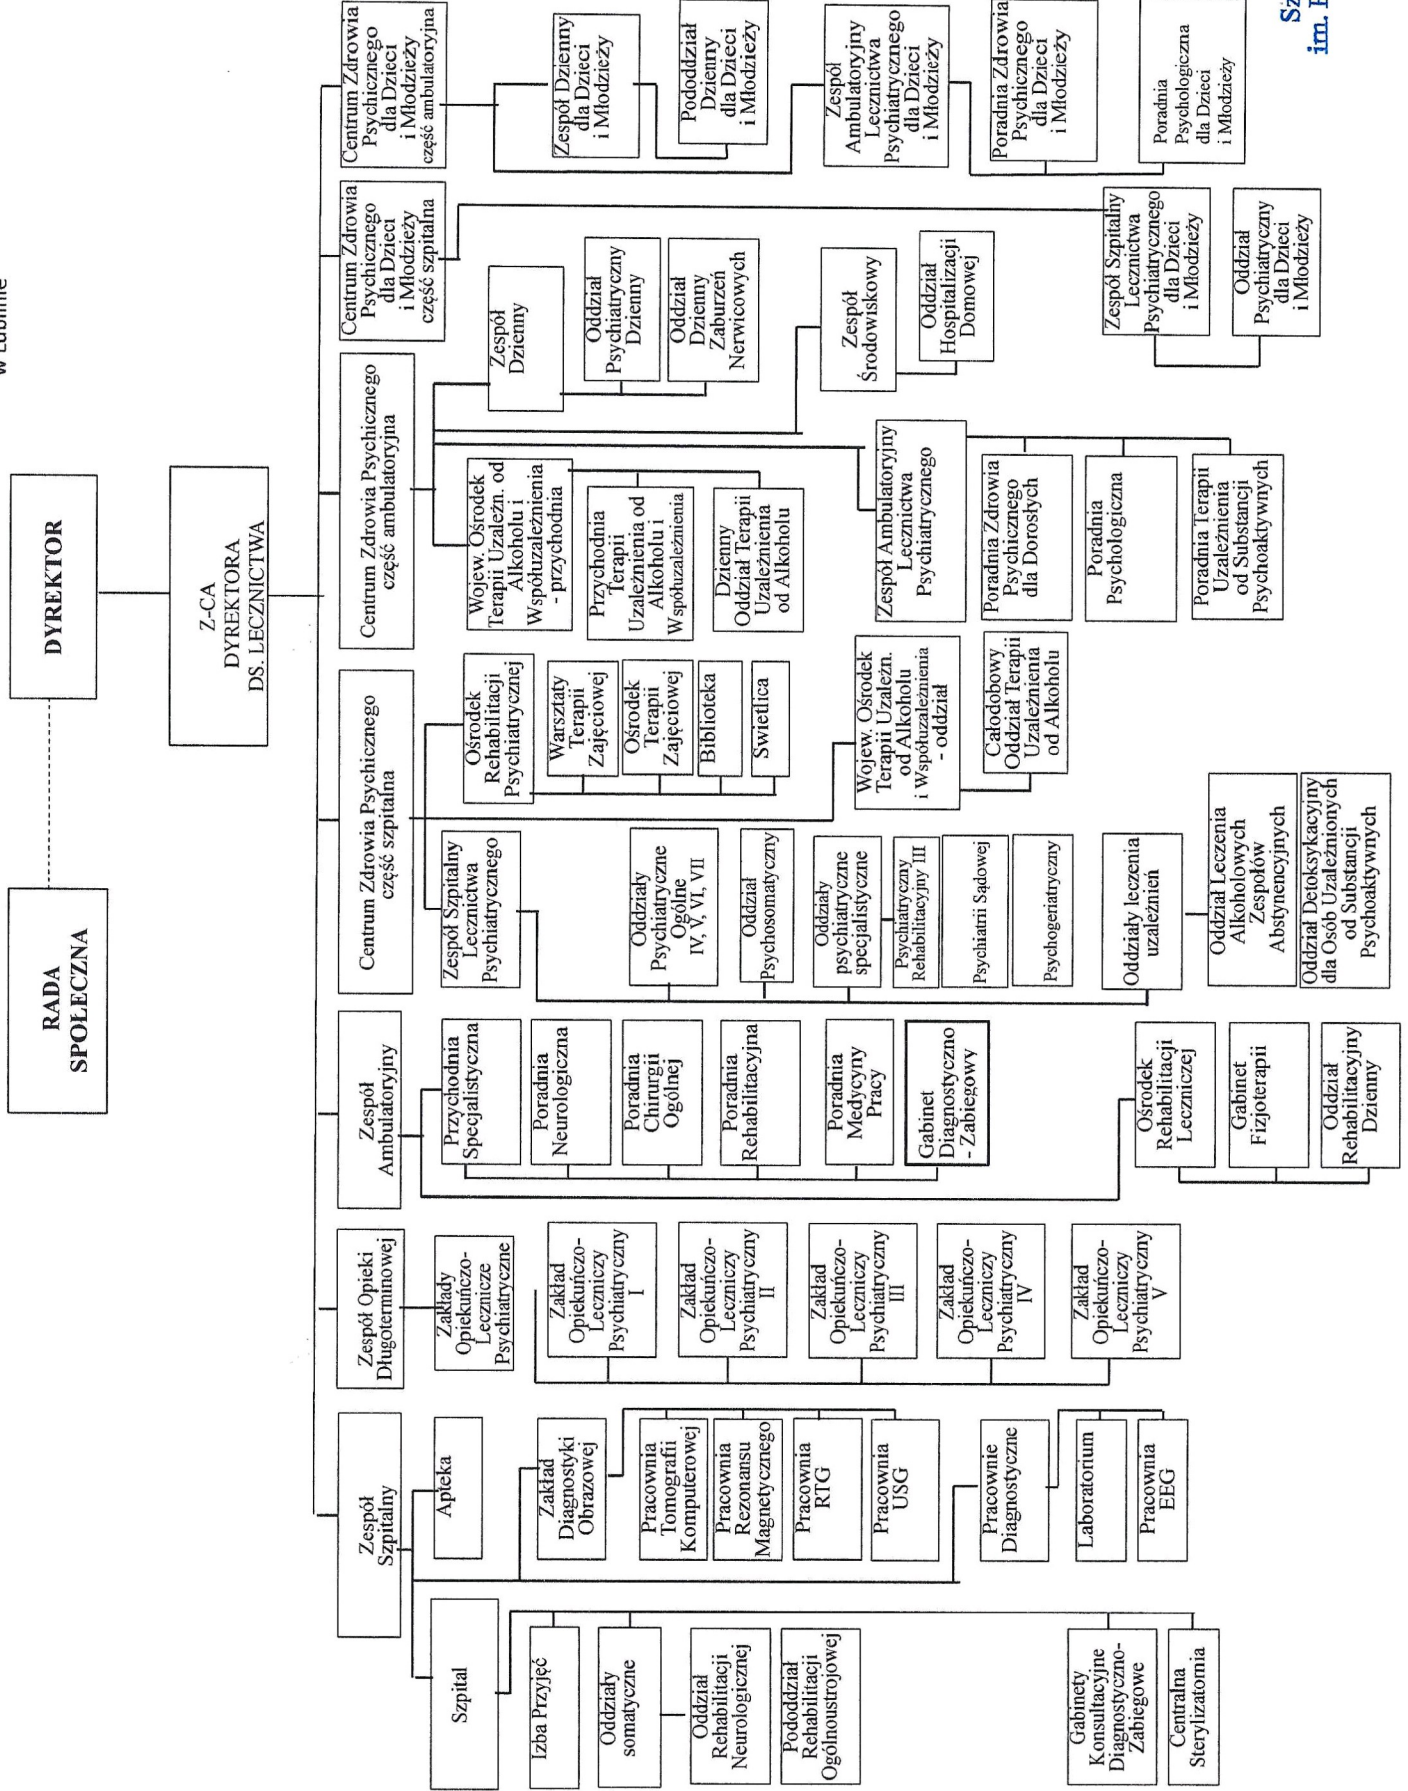 w Lublinie
DYREKTOR
RADA
SPOŁECZNA
Z-CA
DYREKTORA
DS. LECZNICTWA
Zespół
Szpitalny
Zespół Opieki
Długoterminowej
Zespół
Ambulatoryjny
Centrum Zdrowia Psychicznego
część szpitalna
Centrum Zdrowia Psychicznego
część ambulatoryjna
Centrum Zdrowia
Psychicznego
dla Dzieci
i Młodzieży
część szpitalna
Centrum Zdrowia
Psychicznego
dla Dzieci
i Młodzieży
część ambulatoryjna
Szpital
Izba Przyjęć
Oddziały
somatyczne
Oddział
Rehabilitacji
Neurologicznej
Pododdział
Rehabilitacji
Ogólnoustrojowej
Gabinety
Konsultacyjne
Diagnostyczno-
Zabiegowe
Centralna
Sterylizatornia
Apteka
Zakład
Diagnostyki
Obrazowej
Pracownia
Tomografii
Komputerowej
Pracownia
Rezonansu
Magnetycznego
Pracownia
RTG
Pracownia
USG
Pracownie
Diagnostyczne
Laboratorium
Pracownia
EEG
Zakłady
Opiekuńczo-
Lecznicze
Psychiatryczne
Zakład
Opiekuńczo-
Leczniczy
Psychiatryczny
I
Zakład
Opiekuńczo-
Leczniczy
Psychiatryczny
II
Zakład
Opiekuńczo-
Leczniczy
Psychiatryczny
III
Zakład
Opiekuńczo-
Leczniczy
Psychiatryczny
IV
Zakład
Opiekuńczo-
Leczniczy
Psychiatryczny
V
Przychodnia
Specjalistyczna
Poradnia
Neurologiczna
Poradnia
Chirurgii
Ogólnej
Poradnia
Rehabilitacyjna
Poradnia
Medycyny
Pracy
Gabinet
Diagnostyczno
- Zabiegowy
Ośrodek
Rehabilitacji
Leczniczej
Gabinet
Fizjoterapii
Oddział
Rehabilitacyjny
Dzienny
Zespół Szpitalny
Lecznictwa
Psychiatrycznego
Oddziały
Psychiatryczne
Ogólne
IV, V, VI, VII
Oddział
Psychosomatyczny
Oddziały
psychiatryczne
specjalistyczne
Psychiatryczny
Rehabilitacyjny III
Psychiatrii Sądowej
Psychogeriatryczny
Oddziały leczenia
uzależnień
Oddział Leczenia
Alkoholowych
Zespołów
Abstynencyjnych
Oddział Detoksykacyjny
dla Osób Uzależnionych
od Substancji
Psychoaktywnych
Ośrodek
Rehabilitacji
Psychiatrycznej
Warsztaty
Terapii
Zajęciowej
Ośrodek
Terapii
Zajęciowej
Biblioteka
Swietlica
Wojew. Ośrodek
Terapii Uzależn.
od Alkoholu
i Współuzależnienia
- oddział
Całodobowy
Oddział Terapii
Uzależnienia
od Alkoholu
Wojew. Ośrodek
Terapii Uzależn. od
Alkoholu i
Współuzależnienia
- przychodnia
Przychodnia
Terapii
Uzależnienia od
Alkoholu i
Współuzależnienia
Dzienny
Oddział Terapii
Uzależnienia
od Alkoholu
Zespół Ambulatoryjny
Lecznictwa
Psychiatrycznego
Poradnia Zdrowia
Psychicznego
dla Dorosłych
Poradnia
Psychologiczna
Poradnia Terapii
Uzależnienia
od Substancji
Psychoaktywnych
Zespół
Dzienny
Oddział
Psychiatryczny
Dzienny
Oddział
Dzienny
Zaburzeń
Nerwicowych
Zespół
Środowiskowy
Oddział
Hospitalizacji
Domowej
Zespół Szpitalny
Lecznictwa
Psychiatrycznego
dla Dzieci
i Młodzieży
Oddział
Psychiatryczny
dla Dzieci
i Młodzieży
Zespół Dzienny
dla Dzieci
i Młodzieży
Pododdział
Dzienny
dla Dzieci
i Młodzieży
Zespół
Ambulatoryjny
Lecznictwa
Psychiatrycznego
dla Dzieci
i Młodzieży
Poradnia Zdrowia
Psychicznego
dla Dzieci
i Młodzieży
Poradnia
Psychologiczna
dla Dzieci
i Młodzieży
im.